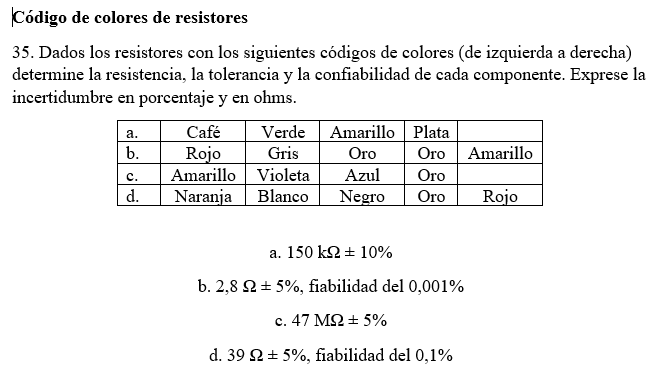 Código de colores de resistores
35. Dados los resistores con los siguientes códigos de colores (de izquierda a derecha)
determine la resistencia, la tolerancia y la confiabilidad de cada componente. Exprese la
incertidumbre en porcentaje y en ohms.
a. Café Verde Amarillo Plata
b. Rojo Gris Oro Oro Amarillo
c. Amarillo Violeta Azul Oro
d. Naranja Blanco Negro Oro Rojo
a. 150 kΩ ± 10%
b. 2,8 Ω ± 5%, fiabilidad del 0,001%
c. 47 MΩ ± 5%
d. 39 Ω ± 5%, fiabilidad del 0,1%